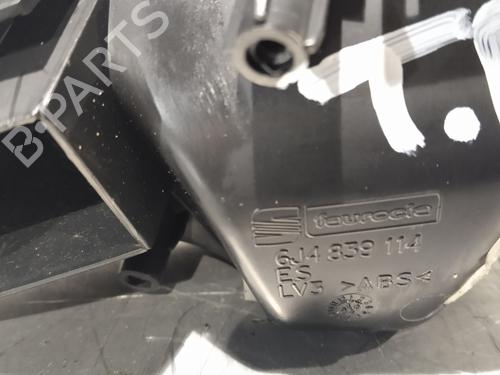 B-PARTS
faurecia
6J4 839 114
ES
LV3 >ABS<